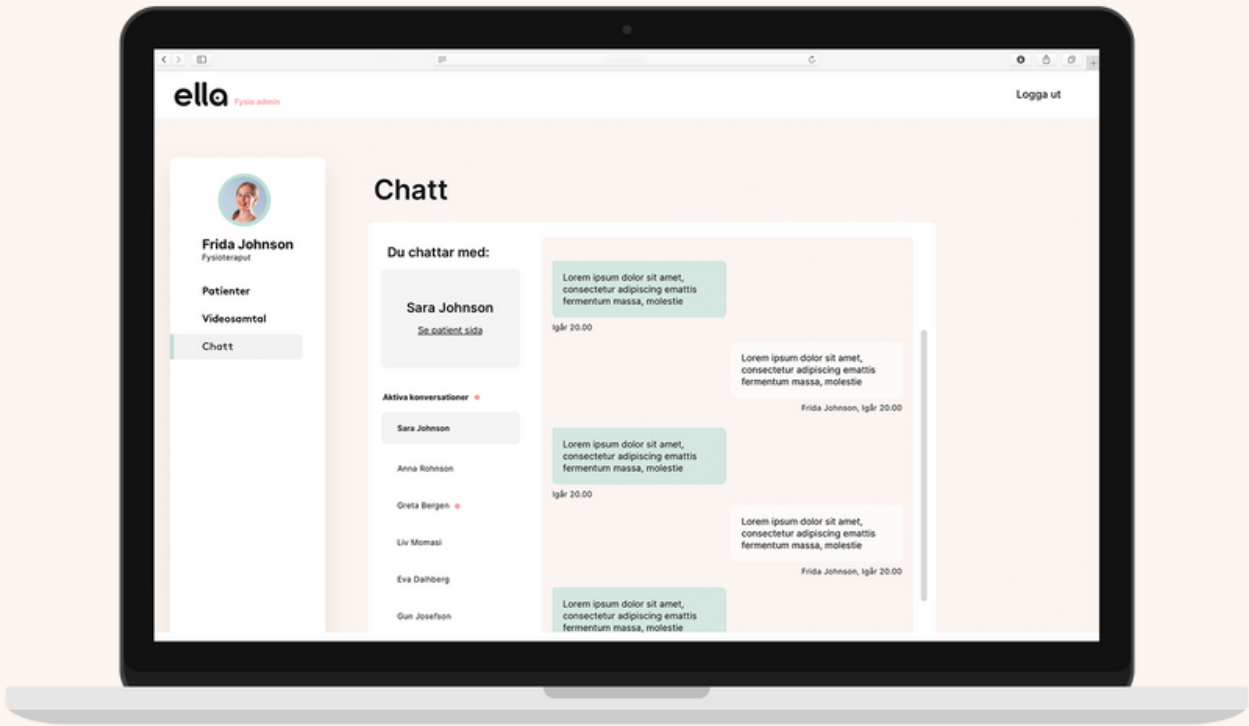 ella Fysio admin
Logga ut
Frida Johnson
Fysioteraput
Patienter
Videosamtal
Chatt
Chatt
Du chattar med:
Sara Johnson
Se patient sida
Aktiva konversationer
Sara Johnson
Anna Rohnson
Greta Bergen
Liv Momasi
Eva Dalhberg
Gun Josefson
Lorem ipsum dolor sit amet,
consectetur adipiscing emattis
fermentum massa, molestie
Igår 20.00
Lorem ipsum dolor sit amet,
consectetur adipiscing emattis
fermentum massa, molestie
Frida Johnson, Igår 20.00
Lorem ipsum dolor sit amet,
consectetur adipiscing emattis
fermentum massa, molestie
Igår 20.00
Lorem ipsum dolor sit amet,
consectetur adipiscing emattis
fermentum massa, molestie
Frida Johnson, Igår 20.00
Lorem ipsum dolor sit amet,
consectetur adipiscing emattis
fermentum massa, molestie